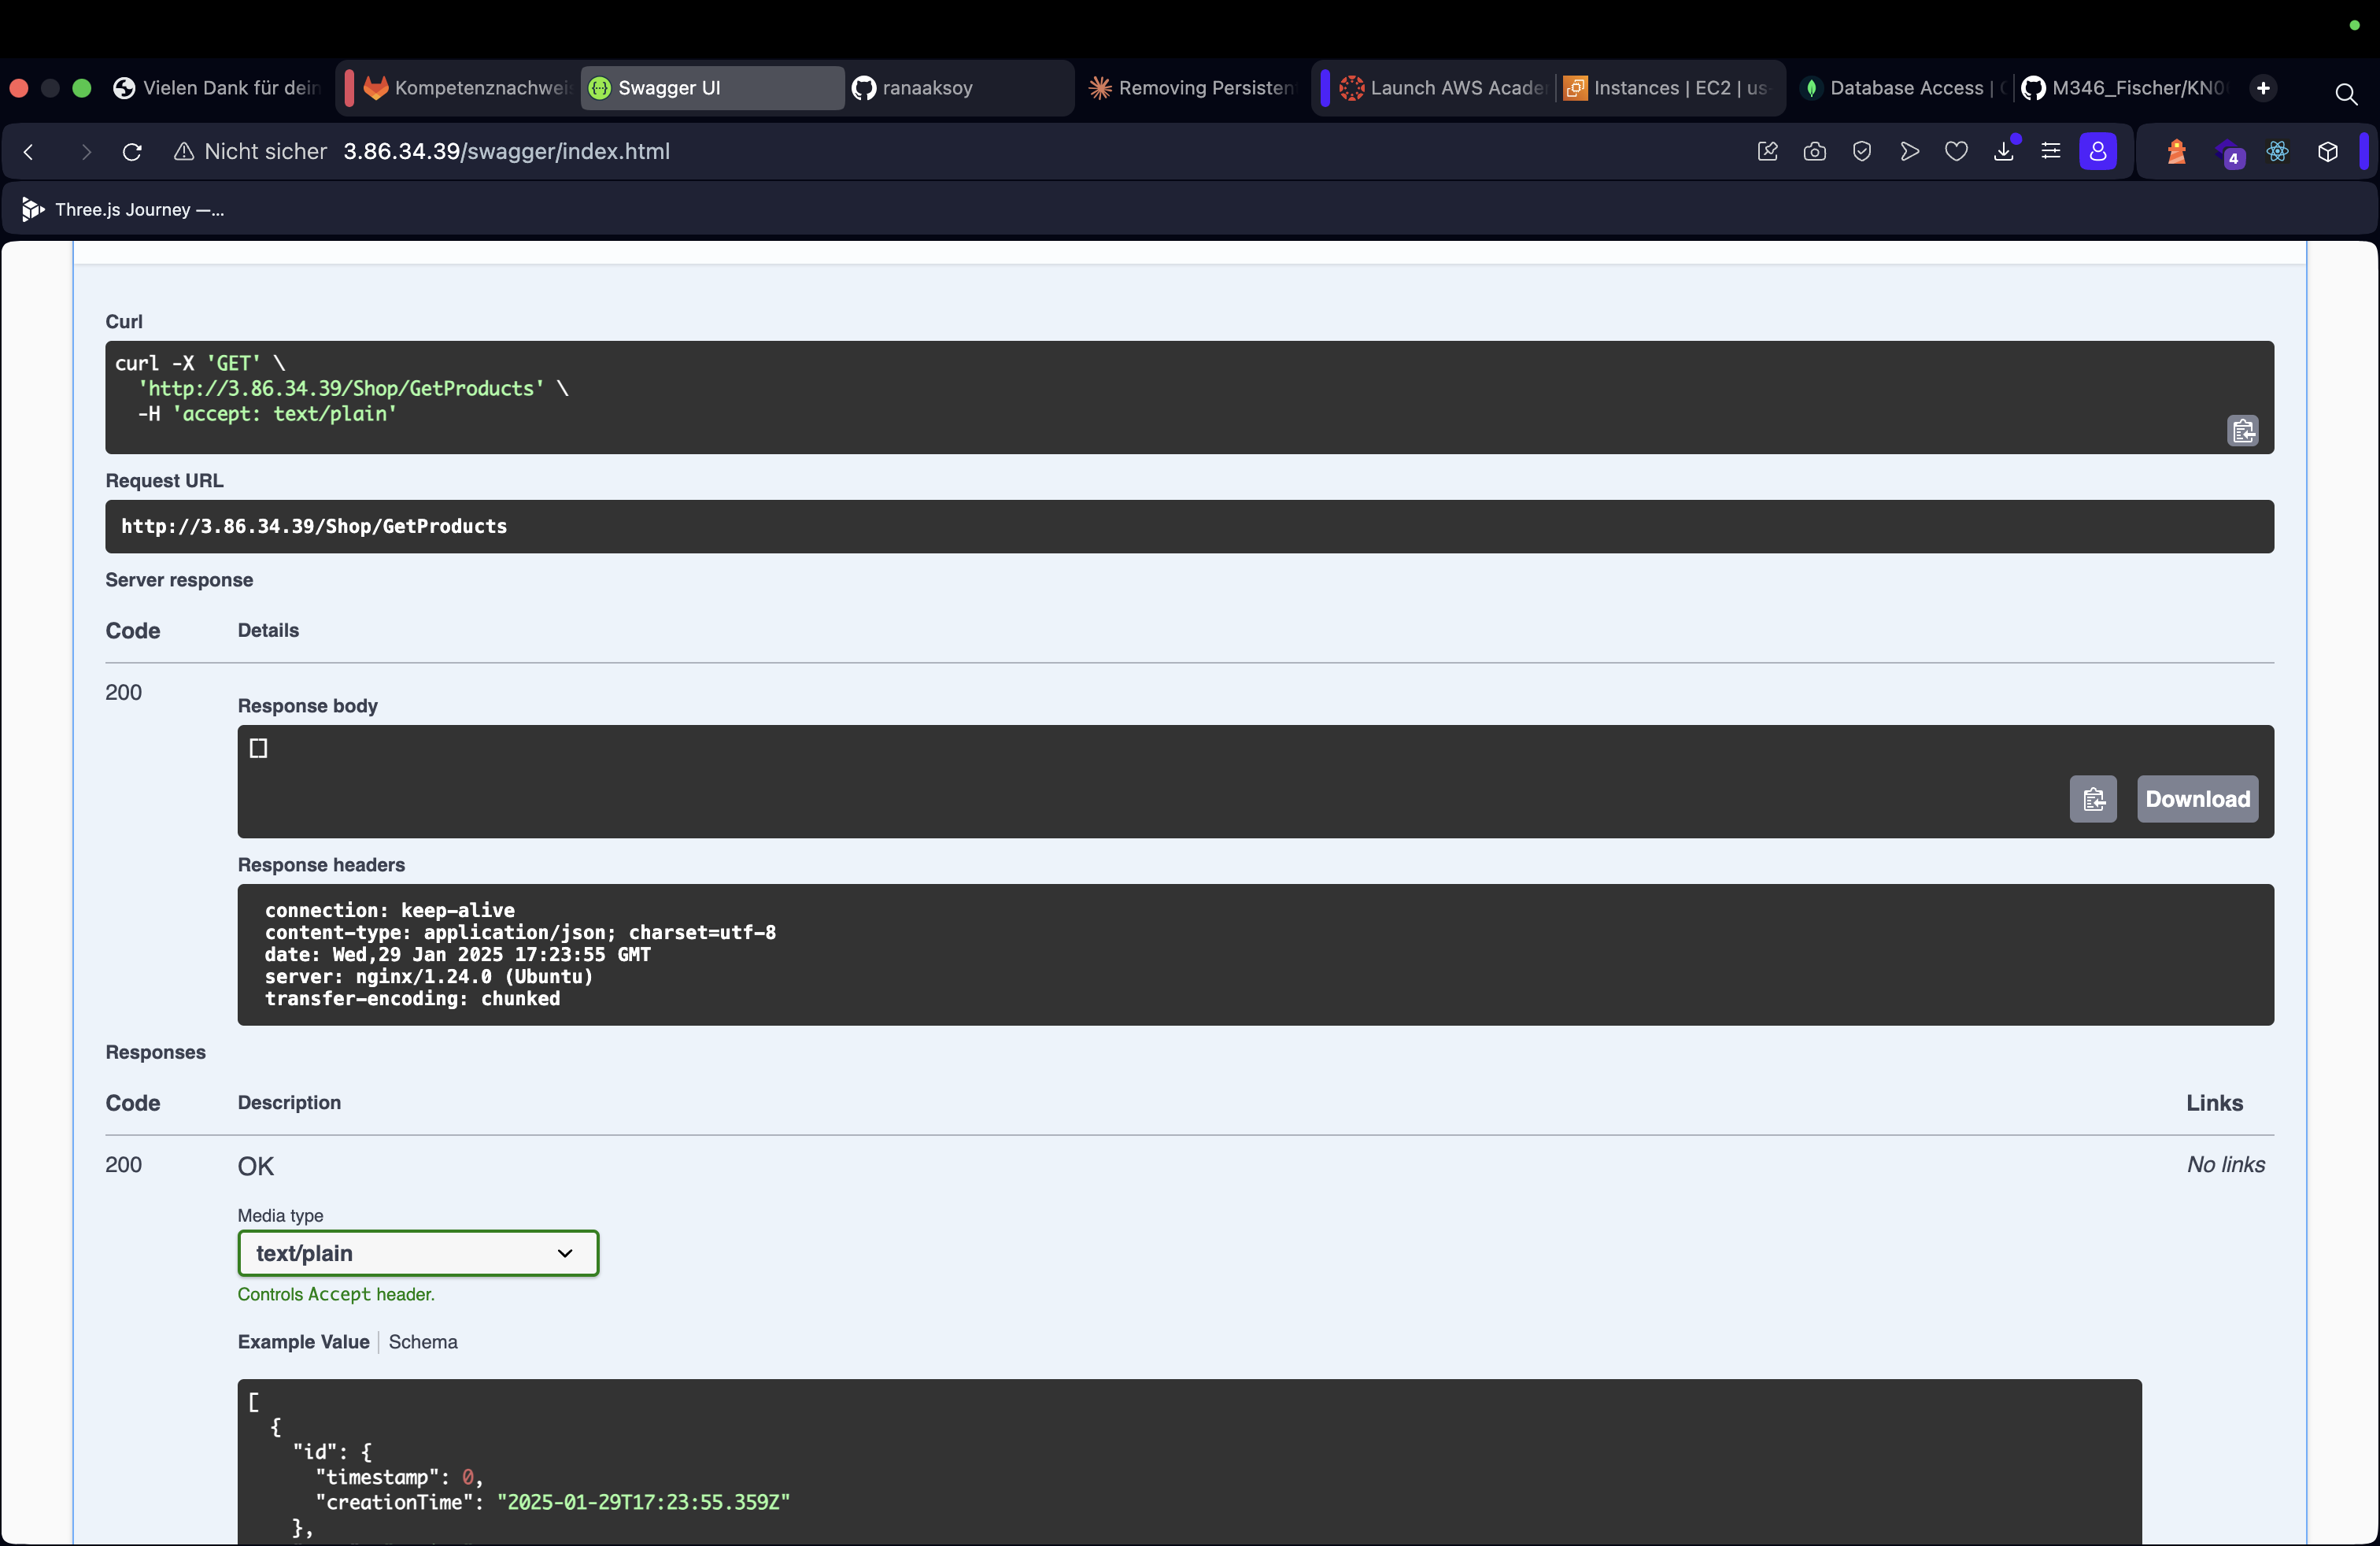 Vielen Dank für dein
Kompetenznachweis
Swagger UI
ranaaksoy
Removing Persisten
Launch AWS Acade
Instances | EC2 | us-
Database Access |
M346_Fischer/KN0
Nicht sicher 3.86.34.39/swagger/index.html
4
Three.js Journey —...
Curl
curl -X 'GET' \
'http://3.86.34.39/Shop/GetProducts' \
-H 'accept: text/plain'
Request URL
http://3.86.34.39/Shop/GetProducts
Server response
Code Details
200
Response body
[]
Download
Response headers
connection: keep-alive
content-type: application/json; charset=utf-8
date: Wed,29 Jan 2025 17:23:55 GMT
server: nginx/1.24.0 (Ubuntu)
transfer-encoding: chunked
Responses
Code Description Links
200 OK No links
Media type
text/plain
Controls Accept header.
Example Value | Schema
[
{
"id": {
"timestamp": 0,
"creationTime": "2025-01-29T17:23:55.359Z"
},